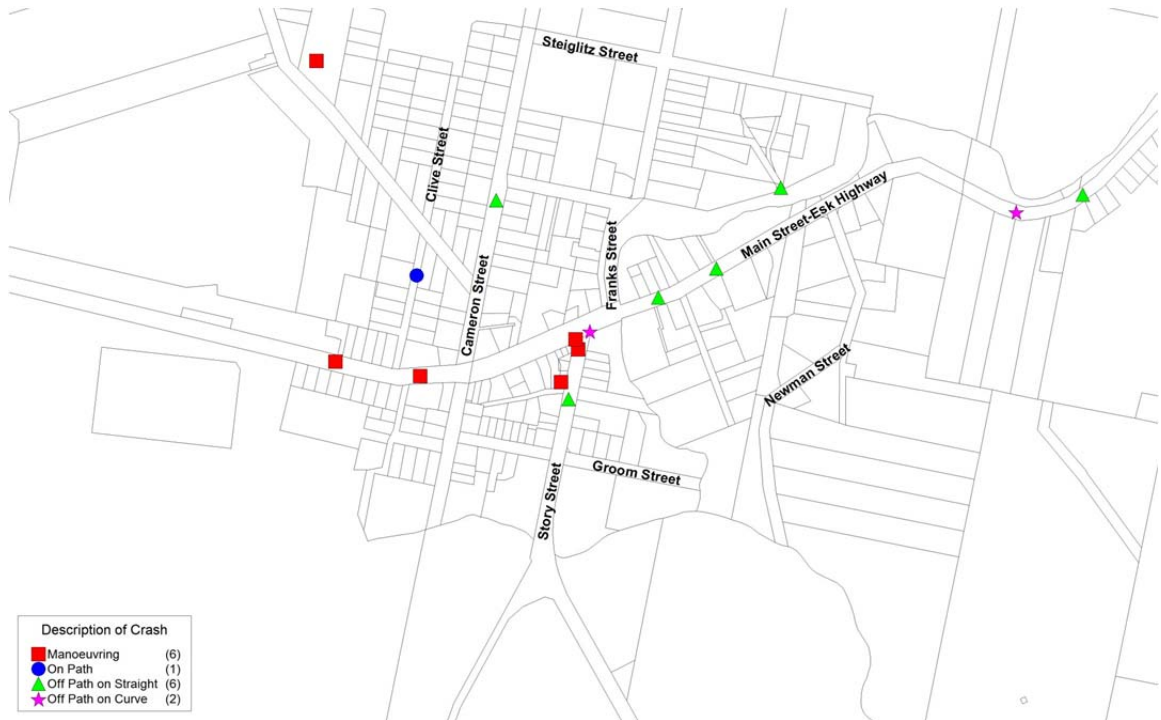 Steiglitz Street
Clive Street
Cameron Street
Franks Street
Main Street-Esk Highway
Newman Street
Groom Street
Story Street
Description of Crash
Manoeuvring (6)
On Path (1)
Off Path on Straight (6)
Off Path on Curve (2)